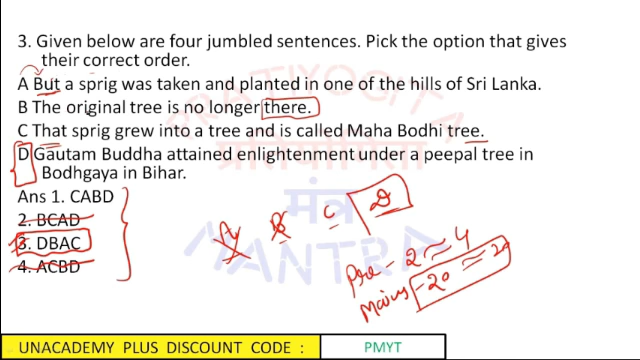 3. Given below are four jumbled sentences. Pick the option that gives
their correct order.
A But a sprig was taken and planted in one of the hills of Sri Lanka.
B The original tree is no longer there.
C That sprig grew into a tree and is called Maha Bodhi tree.
D Gautam Buddha attained enlightenment under a peepal tree in
Bodhgaya in Bihar.
Ans 1. CABD
2. BCAD
3. DBAC
4. ACBD
A B C D
Pre - 2 ≈ 4
Mains - 20 ≈
PRATIYOGITA
प्रतियोगिता
मंत्र
MANTRA
UNACADEMY PLUS DISCOUNT CODE : PMYT